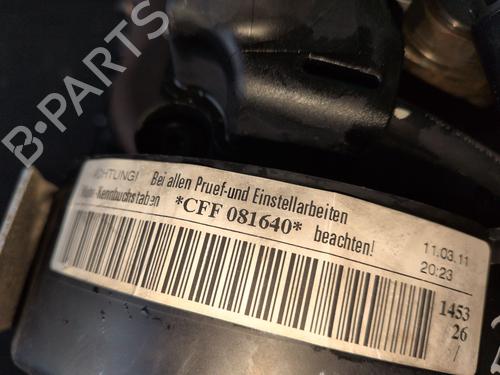 B-PARTS
ACHTUNG! Bei allen Pruef-und Einstellarbeiten
Motor-Kennbuchstaben *CFF 081640* beachten!
11.03.11
20:23
1453
26
/